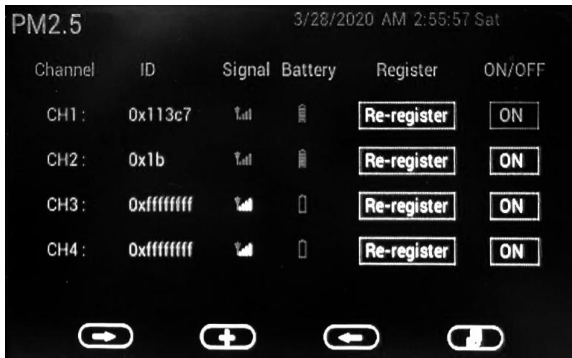 PM2.5 3/28/2020 AM 2:55:57 Sat
Channel ID Signal Battery Register ON/OFF
CH1: 0x113c7 Re-register ON
CH2: 0x1b Re-register ON
CH3: 0xffffffff Re-register ON
CH4: 0xffffffff Re-register ON